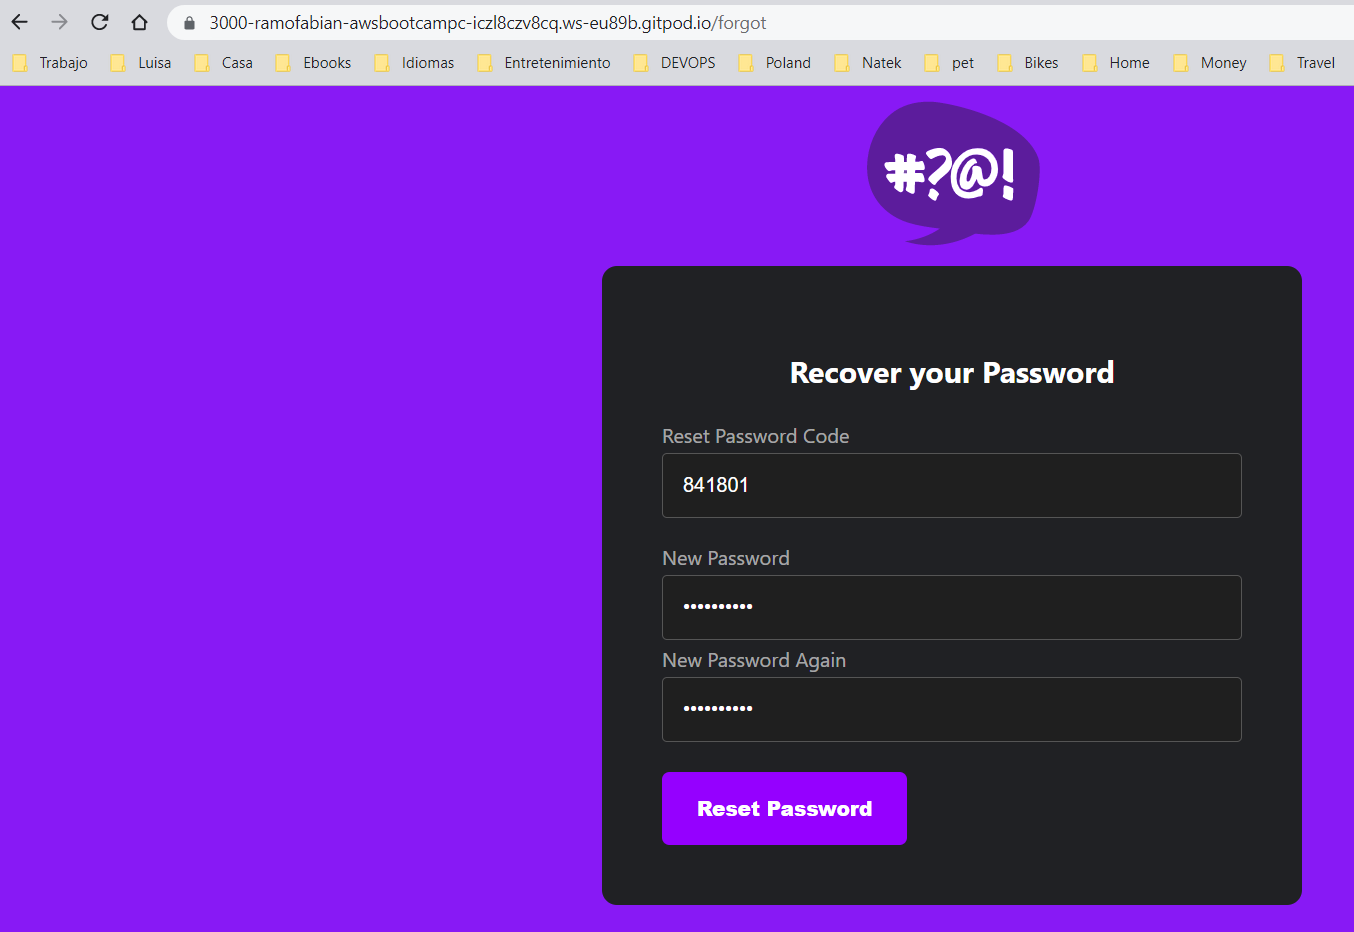 3000-ramofabian-awsbootcampc-iczl8czv8cq.ws-eu89b.gitpod.io/forgot
Trabajo Luisa Casa Ebooks Idiomas Entretenimiento DEVOPS Poland Natek pet Bikes Home Money Travel
#?@!
Recover your Password
Reset Password Code
841801
New Password
••••••••••
New Password Again
••••••••••
Reset Password